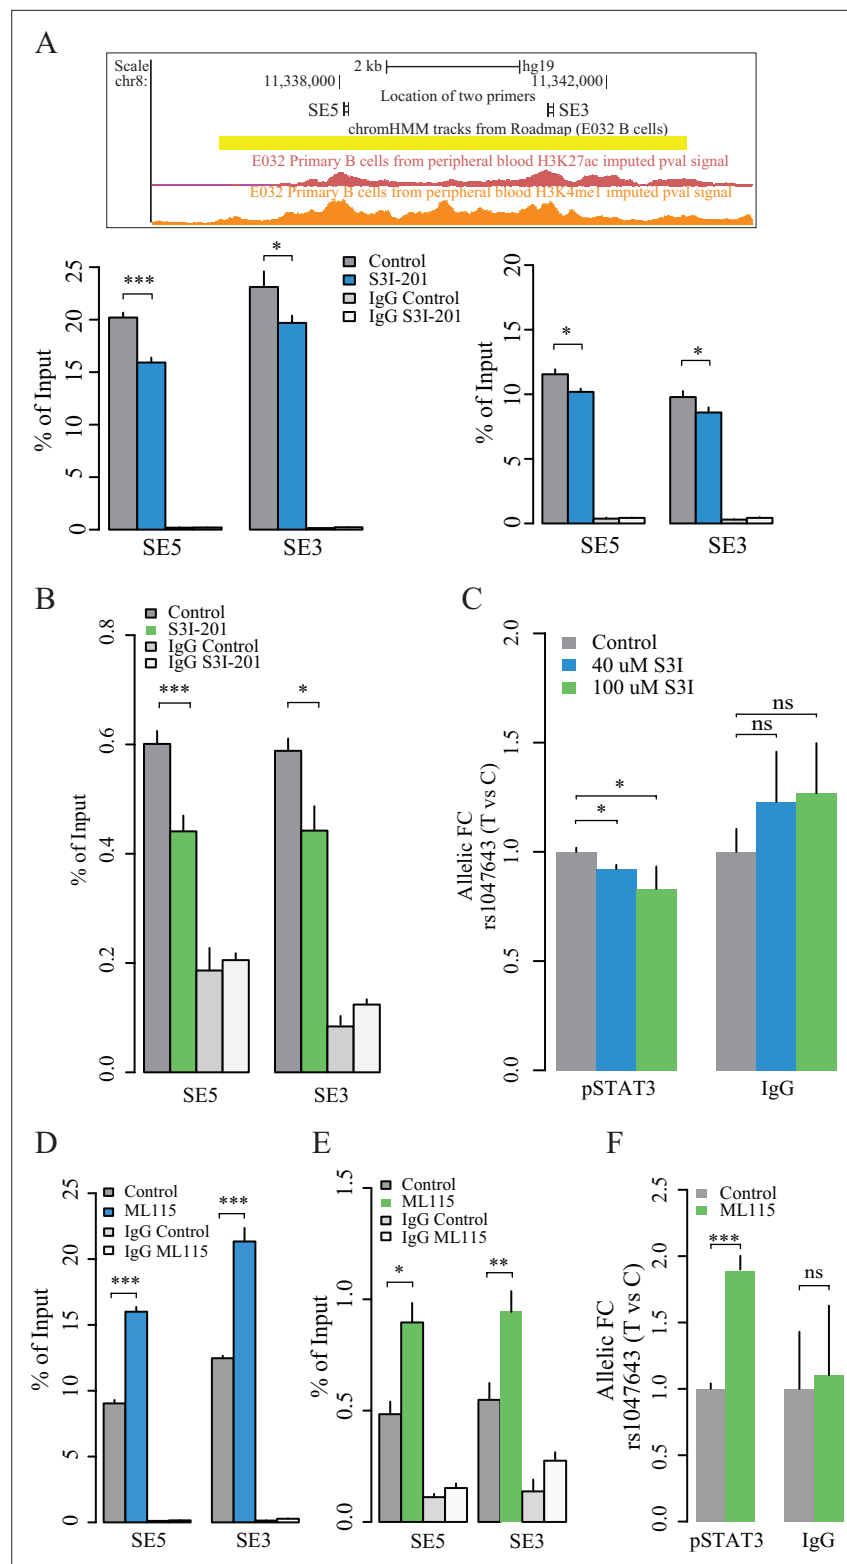 A
Scale
2 kb
hg19
chr8:
11,338,000
11,342,000
Location of two primers
SE5
SE3
chromHMM tracks from Roadmap (E032 B cells)
E032 Primary B cells from peripheral blood H3K27ac imputed pval signal
E032 Primary B cells from peripheral blood H3K4me1 imputed pval signal
% of Input
0
5
10
15
20
25
***
*
Control
S3I-201
IgG Control
IgG S3I-201
SE5
SE3
% of Input
0
5
10
15
20
*
*
SE5
SE3
B
% of Input
0.0
0.2
0.4
0.6
0.8
Control
S3I-201
IgG Control
IgG S3I-201
***
*
SE5
SE3
C
Allelic FC
rs1047643 (T vs C)
0.0
0.5
1.0
1.5
2.0
Control
40 uM S3I
100 uM S3I
*
*
ns
ns
pSTAT3
IgG
D
% of Input
0
5
10
15
20
25
Control
ML115
IgG Control
IgG ML115
***
***
SE5
SE3
E
% of Input
0.0
0.5
1.0
1.5
Control
ML115
IgG Control
IgG ML115
*
**
SE5
SE3
F
Allelic FC
rs1047643 (T vs C)
0.0
0.5
1.0
1.5
2.0
2.5
Control
ML115
***
ns
pSTAT3
IgG